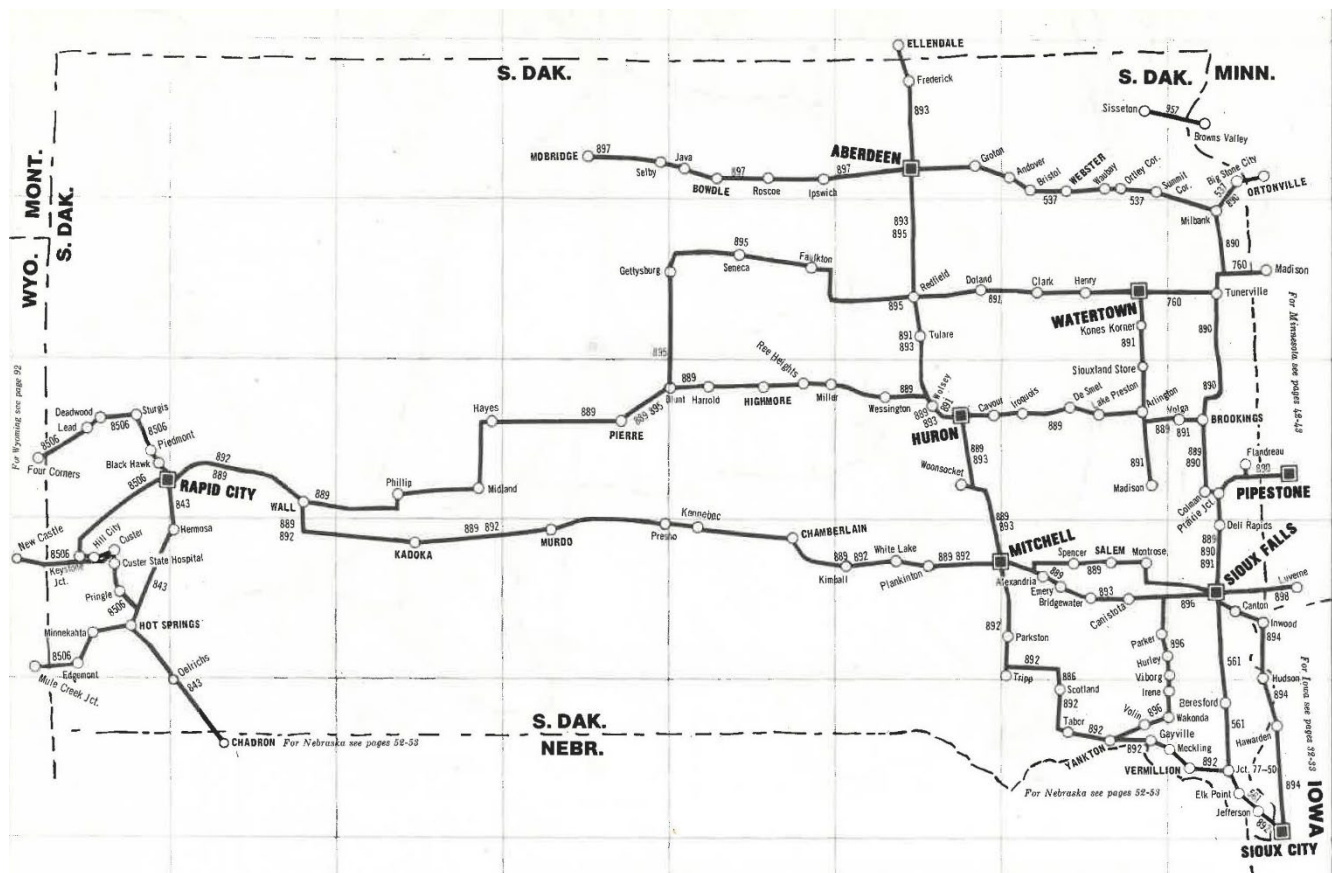 ELLENDALE
S. DAK.
S. DAK.
MINN.
Frederick
893
Sisseton
957
Browns Valley
MONT.
S. DAK.
WYO.
MOBRIDGE
897
Selby
Java
BOWDLE
897
Roscoe
Ipswich
897
ABERDEEN
Groton
Andover
Bristol
537
WEBSTER
Waubay
Ortley Cor.
537
Summit Cor.
Big Stone City
537
890
ORTONVILLE
Milbank
893
895
890
760
Madison
Gettysburg
895
Seneca
Faulkton
895
Redfield
Doland
891
Clark
Henry
WATERTOWN
760
Tunerville
Kones Korner
891
893
Tulare
891
890
For Minnesota see pages 48-43
Siouxland Store
895
Blunt
889
Harrold
HIGHMORE
Ree Heights
Miller
Wessington
889
Wolsey
891
889
893
HURON
Cavour
Iroquois
889
De Smet
Lake Preston
Arlington
Volga
889
891
890
BROOKINGS
For Wyoming see page 92
Deadwood
Lead
8506
Sturgis
8506
8506
Piedmont
Four Corners
Black Hawk
8506
RAPID CITY
892
889
Hayes
889
PIERRE
889 895
Phillip
Midland
WALL
889
889
892
Woonsocket
889
893
891
Madison
889
890
Flandreau
890
PIPESTONE
Colman
Prairie Jct.
843
Hermosa
New Castle
8506
Hill City
Custer
Keystone Jct.
Custer State Hospital
843
Pringle
8506
KADOKA
889 892
MURDO
Presho
Kennebec
CHAMBERLAIN
889
892
Kimball
White Lake
Plankinton
889 892
889
893
MITCHELL
Spencer
SALEM
889
Montrose
Dell Rapids
889
890
891
SIOUX FALLS
Alexandria
889
Emery
Bridgewater
893
Canistota
896
898
Luverne
Minnekahta
HOT SPRINGS
8506
Edgemont
Mule Creek Jct.
Oelrichs
843
CHADRON
For Nebraska see pages 52-53
S. DAK.
NEBR.
892
Parkston
892
Tripp
886
Scotland
892
Tabor
892
YANKTON
Parker
896
Hurley
Viborg
Irene
Volin
896
Wakonda
Gayville
892
Meckling
VERMILLION
892
Canton
Inwood
894
561
Hudson
894
Beresford
561
Hawarden
For Iowa see pages 32-33
Jct. 77-50
894
Elk Point
Jefferson
892
For Nebraska see pages 52-53
IOWA
SIOUX CITY